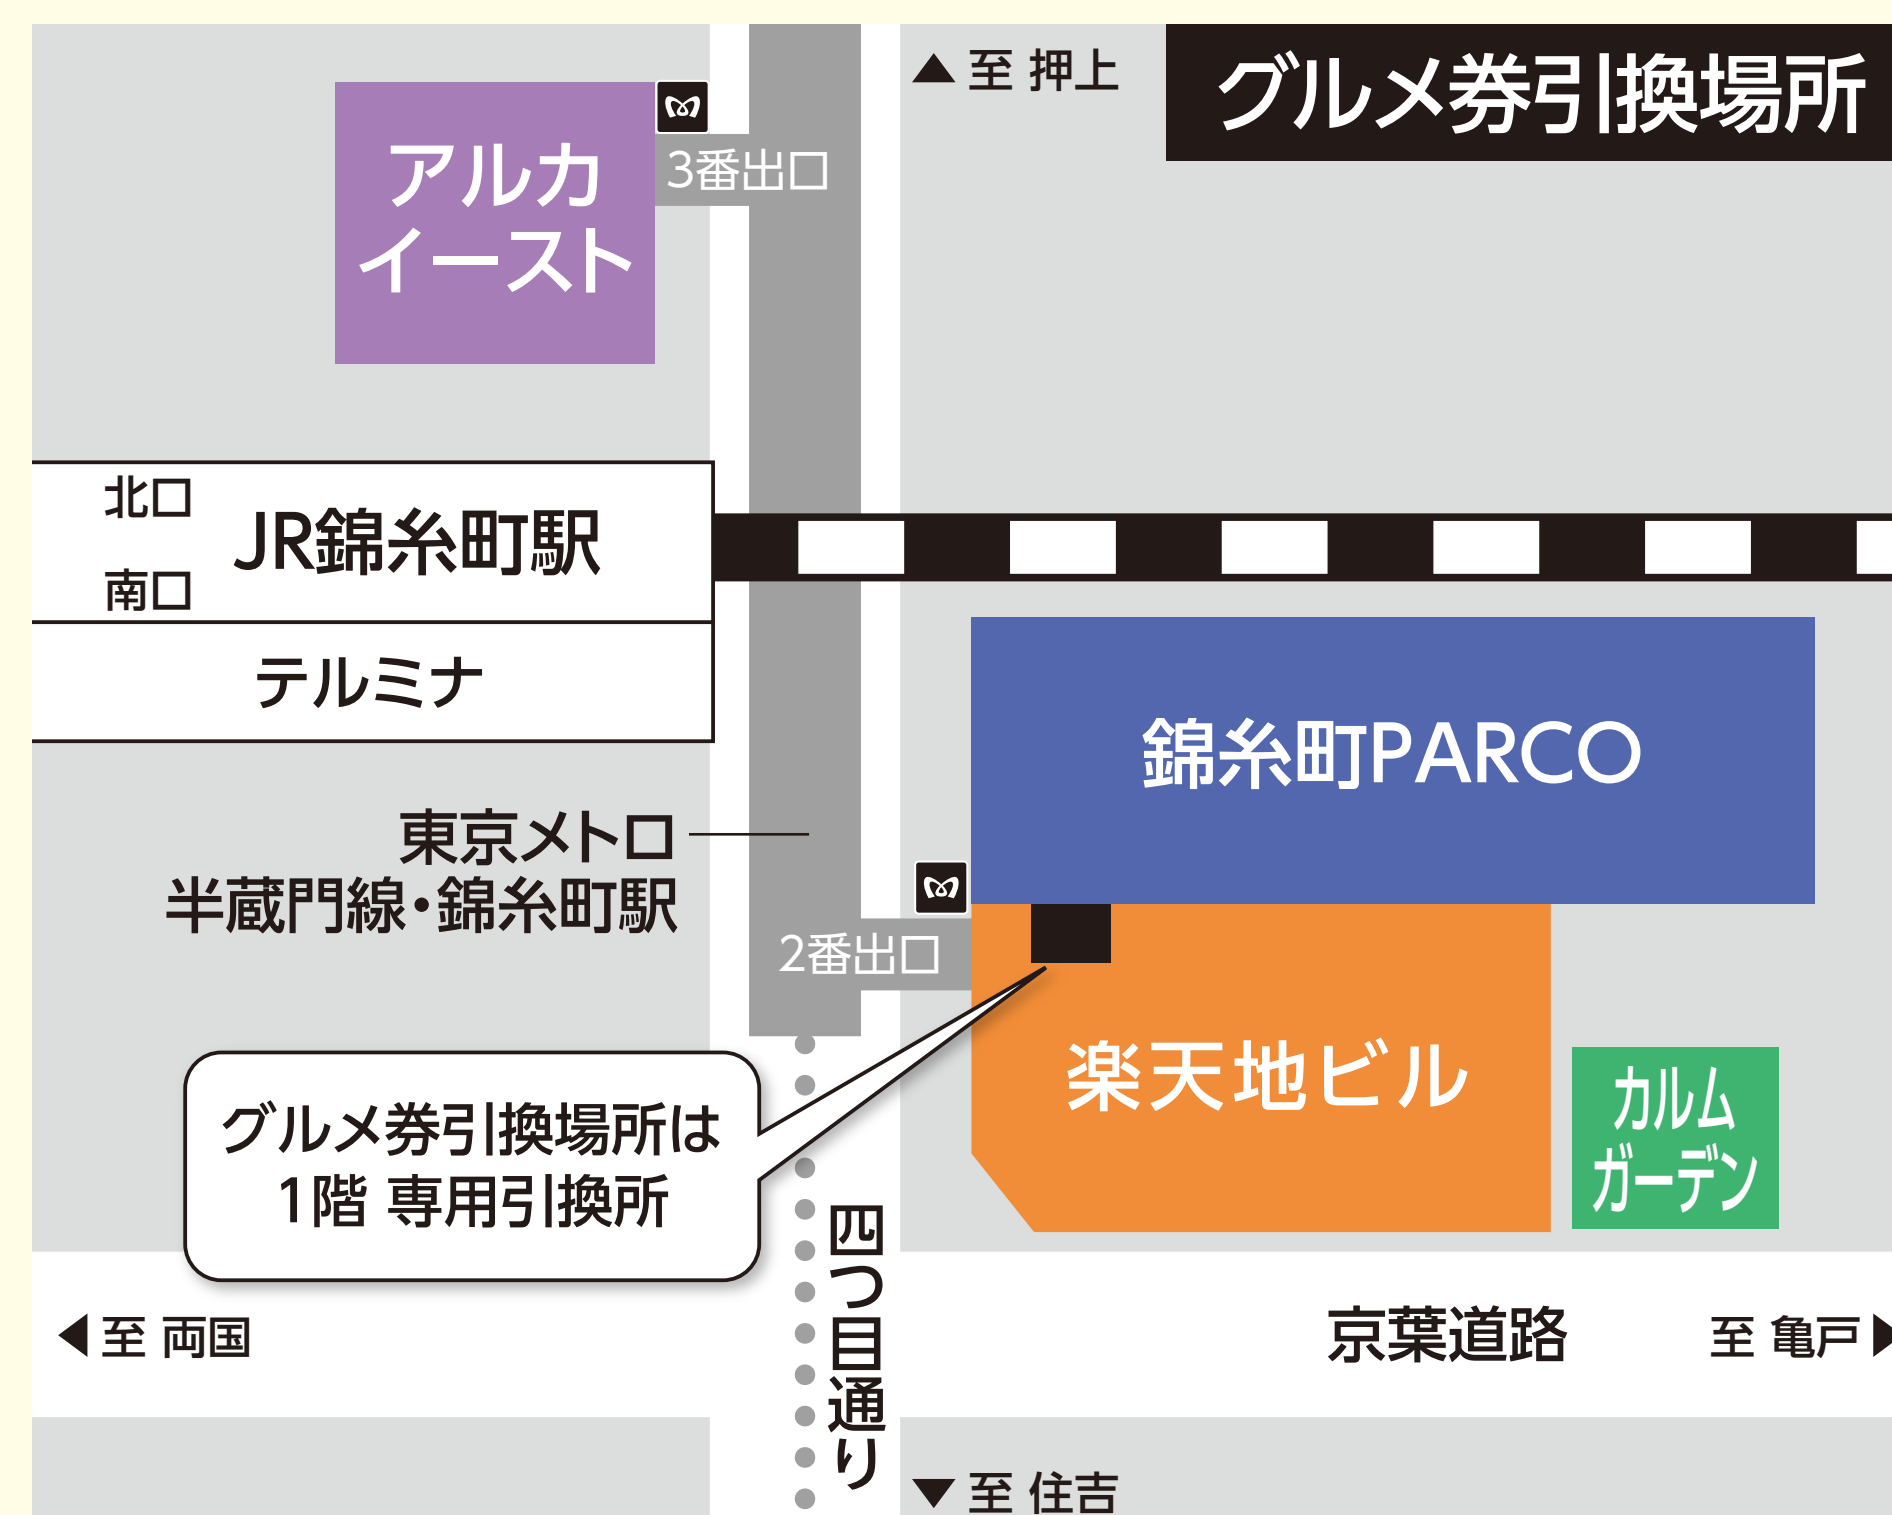 至 押上
グルメ券引換場所
アルカ
イースト
3番出口
北口
JR錦糸町駅
南口
テルミナ
錦糸町PARCO
東京メトロ
半蔵門線・錦糸町駅
2番出口
楽天地ビル
カルム
ガーデン
グルメ券引換場所は
1階 専用引換所
四つ目通り
至 両国
京葉道路
至 亀戸
至 住吉